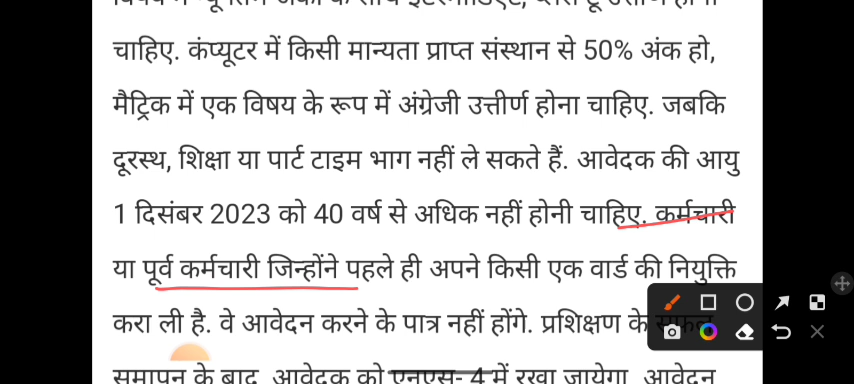 चाहिए. कंप्यूटर में किसी मान्यता प्राप्त संस्थान से 50% अंक हो,
मैट्रिक में एक विषय के रूप में अंग्रेजी उत्तीर्ण होना चाहिए. जबकि
दूरस्थ, शिक्षा या पार्ट टाइम भाग नहीं ले सकते हैं. आवेदक की आयु
1 दिसंबर 2023 को 40 वर्ष से अधिक नहीं होनी चाहिए. कर्मचारी
या पूर्व कर्मचारी जिन्होंने पहले ही अपने किसी एक वार्ड की नियुक्ति
करा ली है. वे आवेदन करने के पात्र नहीं होंगे. प्रशिक्षण के सफल
समापन के बाद, आवेदक को एनएस- 4 में रखा जायेगा. आवेदन